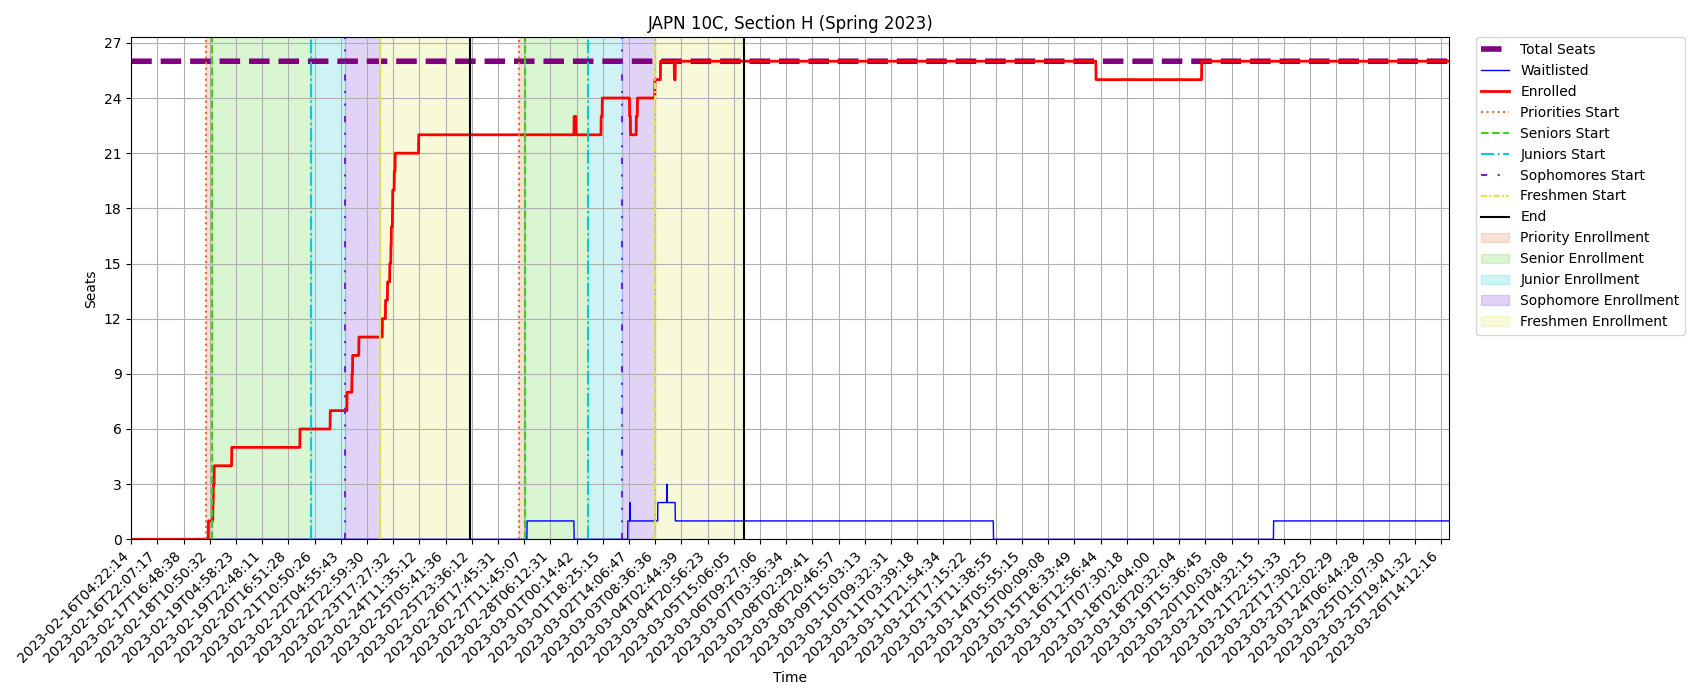 JAPN 10C, Section H (Spring 2023)
Seats
27
24
21
18
15
12
9
6
3
0
2023-02-16T04:22:14
2023-02-16T22:07:17
2023-02-17T16:48:38
2023-02-18T10:50:32
2023-02-19T04:58:23
2023-02-19T22:48:11
2023-02-20T16:51:28
2023-02-21T10:50:26
2023-02-22T04:55:43
2023-02-22T22:59:30
2023-02-23T17:27:32
2023-02-24T11:35:12
2023-02-25T05:41:36
2023-02-25T23:36:12
2023-02-26T17:45:31
2023-02-27T11:45:07
2023-02-28T06:12:31
2023-03-01T00:14:42
2023-03-01T18:25:15
2023-03-02T14:06:47
2023-03-03T08:36:36
2023-03-04T02:44:39
2023-03-04T20:56:23
2023-03-05T15:06:05
2023-03-06T09:27:06
2023-03-07T03:36:34
2023-03-08T02:29:41
2023-03-08T20:46:57
2023-03-09T15:03:13
2023-03-10T09:32:31
2023-03-11T03:39:18
2023-03-11T21:54:34
2023-03-12T17:15:22
2023-03-13T11:38:55
2023-03-14T05:55:15
2023-03-15T00:09:08
2023-03-15T18:33:49
2023-03-16T12:56:44
2023-03-17T07:30:18
2023-03-18T02:04:00
2023-03-18T20:32:04
2023-03-19T15:36:45
2023-03-20T10:03:08
2023-03-21T04:32:15
2023-03-21T22:51:33
2023-03-22T17:30:25
2023-03-23T12:02:29
2023-03-24T06:44:28
2023-03-25T01:07:30
2023-03-25T19:41:32
2023-03-26T14:12:16
Time
Total Seats
Waitlisted
Enrolled
Priorities Start
Seniors Start
Juniors Start
Sophomores Start
Freshmen Start
End
Priority Enrollment
Senior Enrollment
Junior Enrollment
Sophomore Enrollment
Freshmen Enrollment